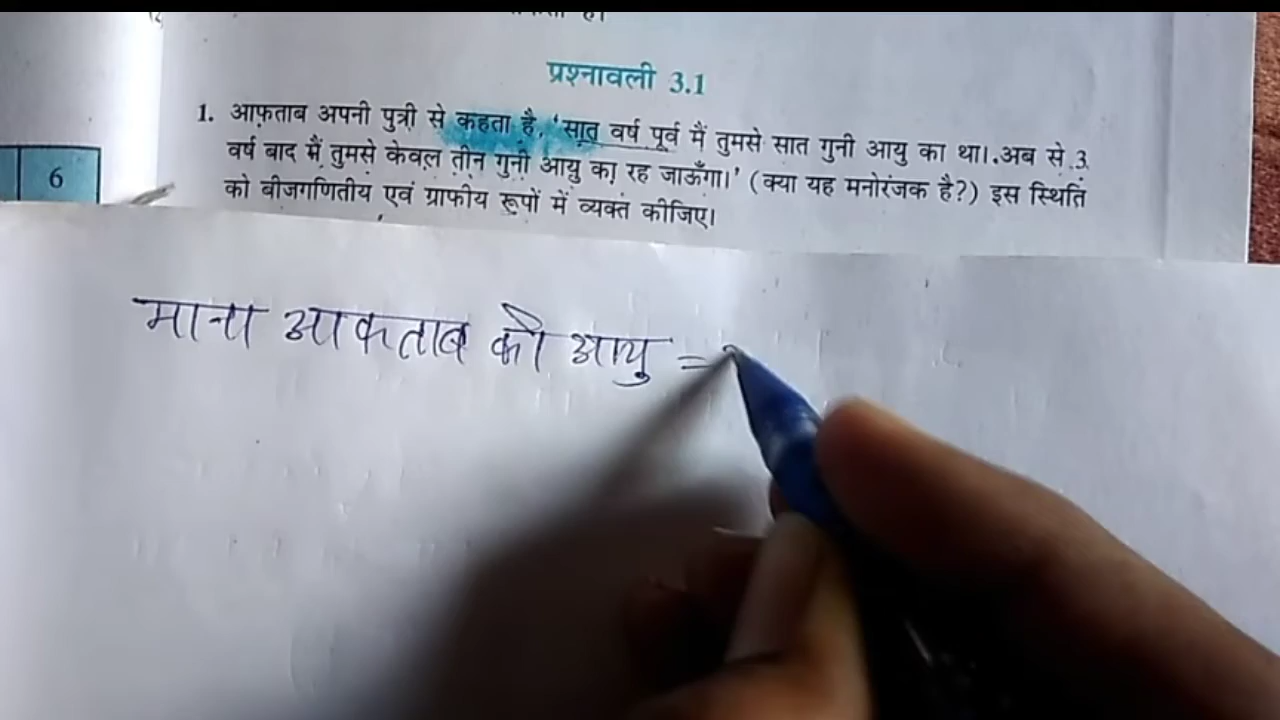 प्रश्नावली 3.1
1. आफ़ताब अपनी पुत्री से कहता है, 'सात वर्ष पूर्व मैं तुमसे सात गुनी आयु का था। अब से 3
वर्ष बाद मैं तुमसे केवल तीन गुनी आयु का रह जाऊँगा।' (क्या यह मनोरंजक है?) इस स्थिति
को बीजगणितीय एवं ग्राफीय रूपों में व्यक्त कीजिए।
6
माना आफताब की आयु =